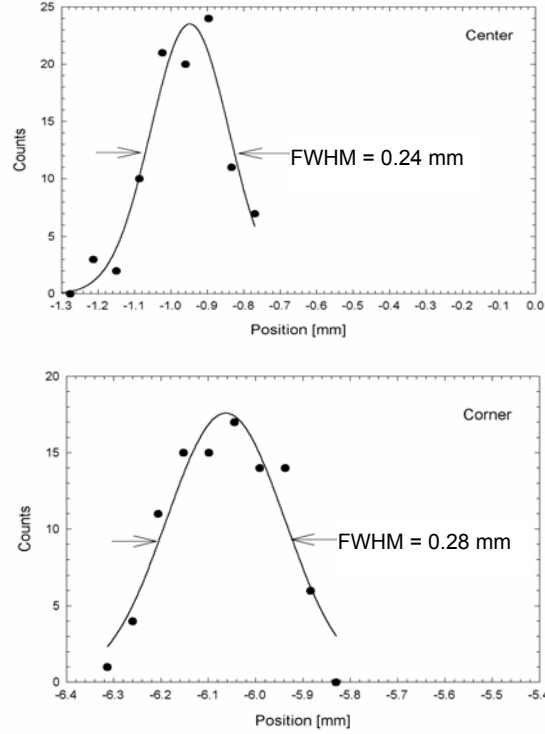 25
20
15
10
5
0
Counts
Center
FWHM = 0.24 mm
-1.3 -1.2 -1.1 -1.0 -0.9 -0.8 -0.7 -0.6 -0.5 -0.4 -0.3 -0.2 -0.1 0.0
Position [mm]
20
15
10
5
0
Counts
Corner
FWHM = 0.28 mm
-6.4 -6.3 -6.2 -6.1 -6.0 -5.9 -5.8 -5.7 -5.6 -5.5 -5.4
Position [mm]